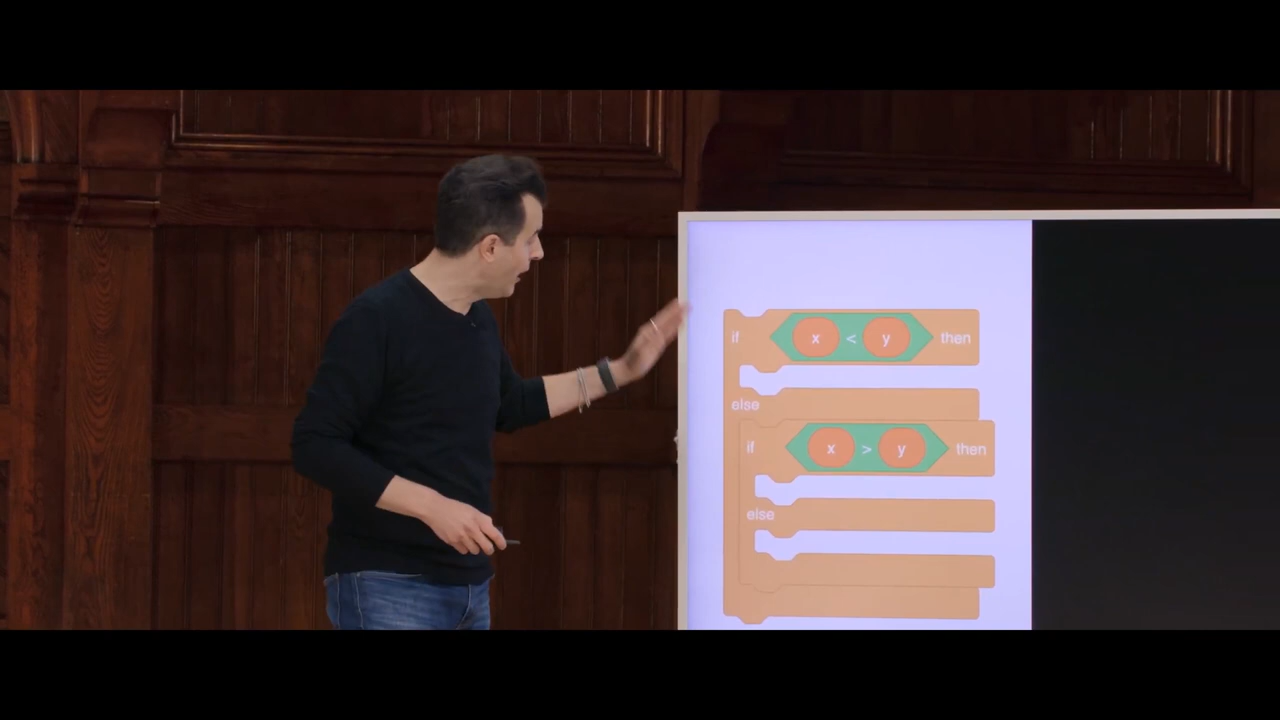 if x < y then
else
if x > y then
else